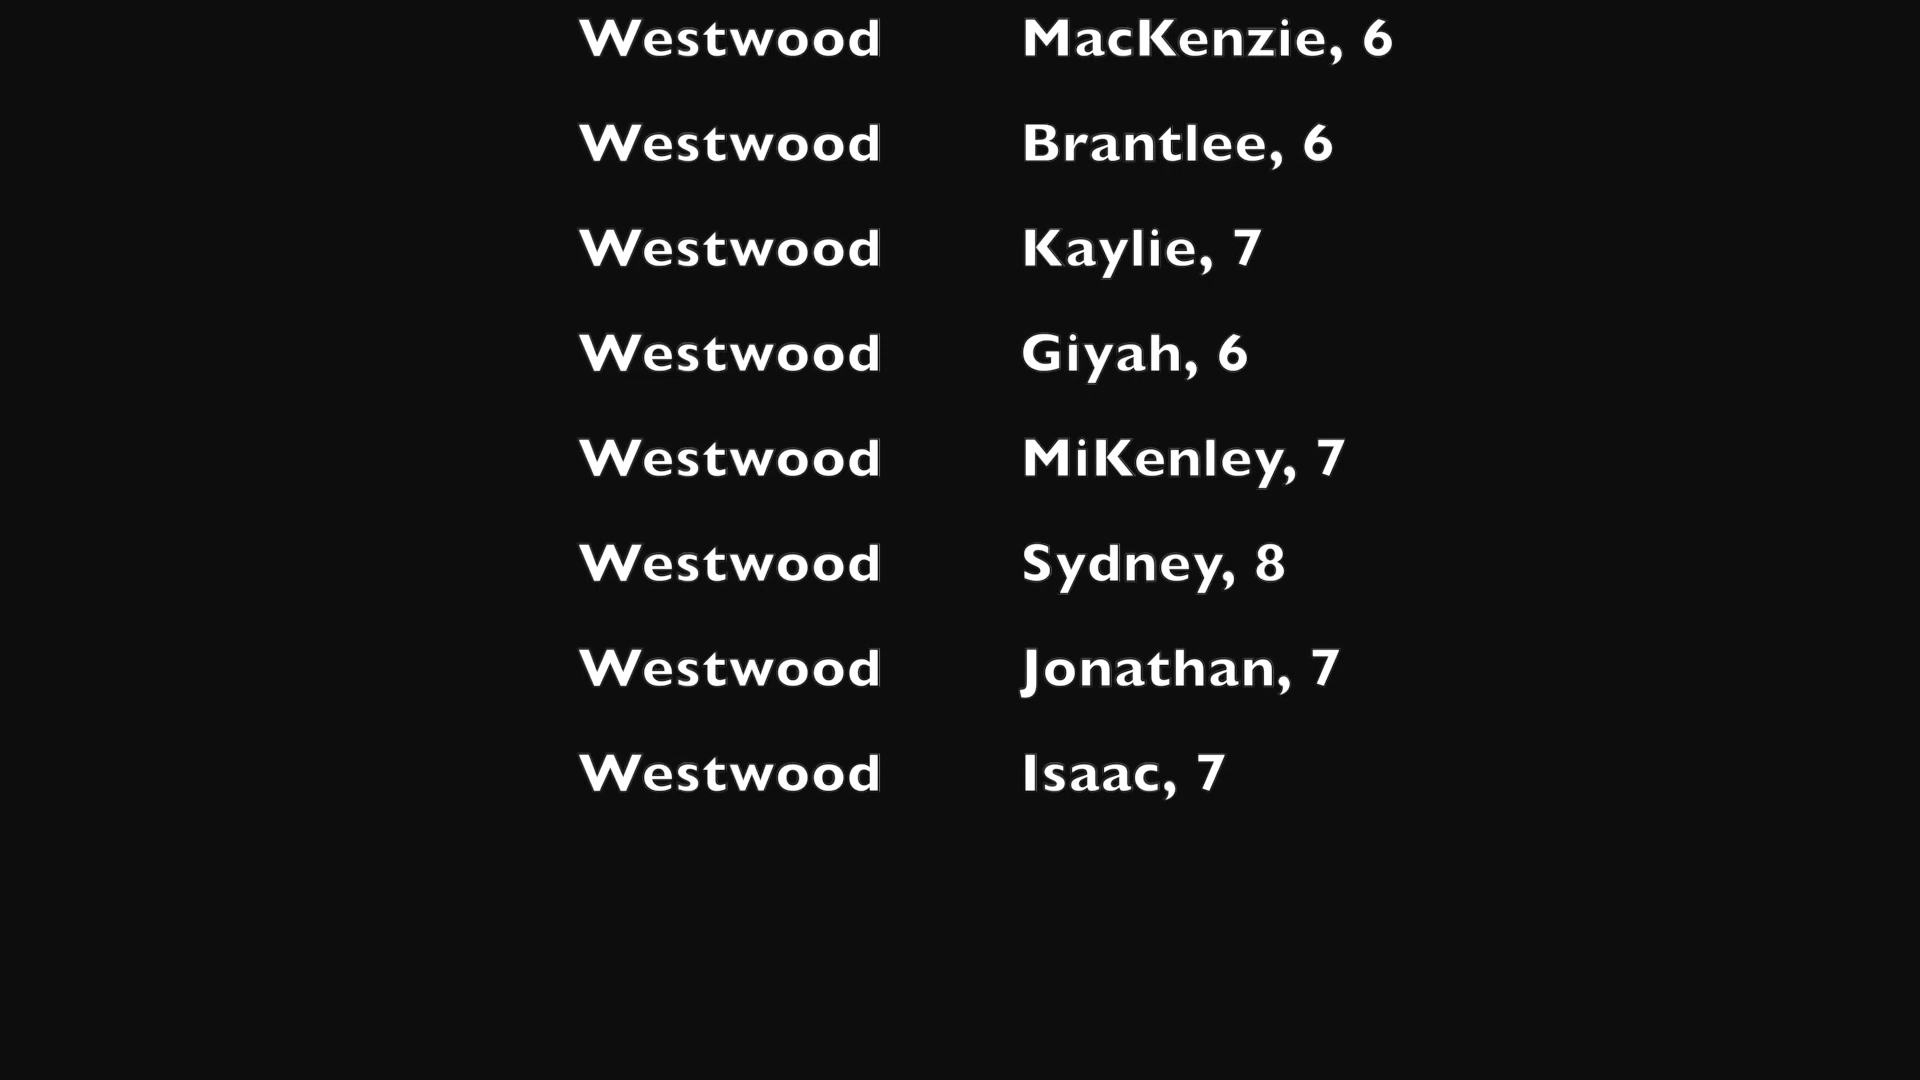 Westwood MacKenzie, 6
Westwood Brantlee, 6
Westwood Kaylie, 7
Westwood Giyah, 6
Westwood MiKenley, 7
Westwood Sydney, 8
Westwood Jonathan, 7
Westwood Isaac, 7